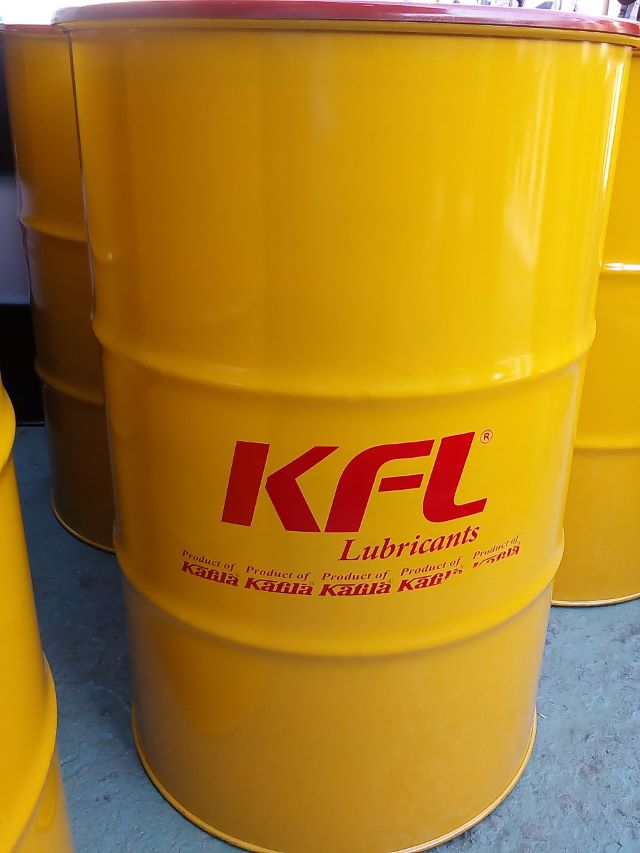 KFL®
Lubricants
Product of Product of Product of Product of Product of
Kafila Kafila Kafila Kafila Kafila